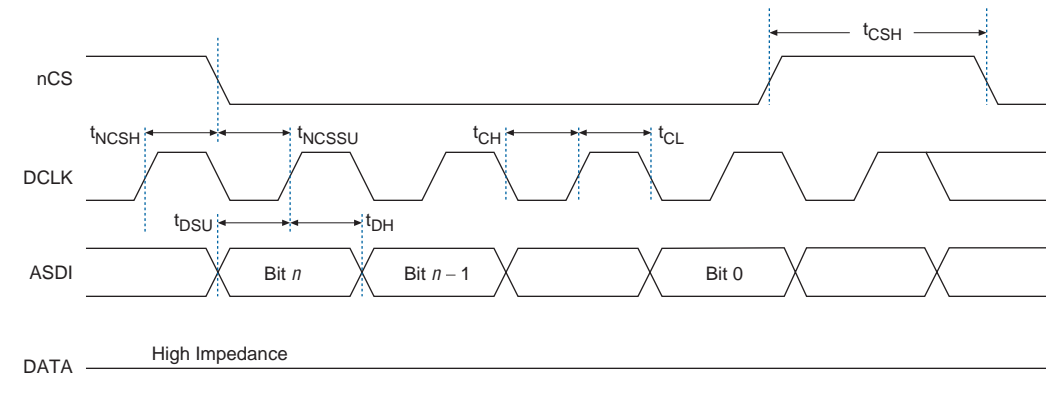 tCSH
nCS
tNCSH tNCSSU tCH tCL
DCLK
tDSU tDH
ASDI Bit n Bit n – 1 Bit 0
High Impedance
DATA